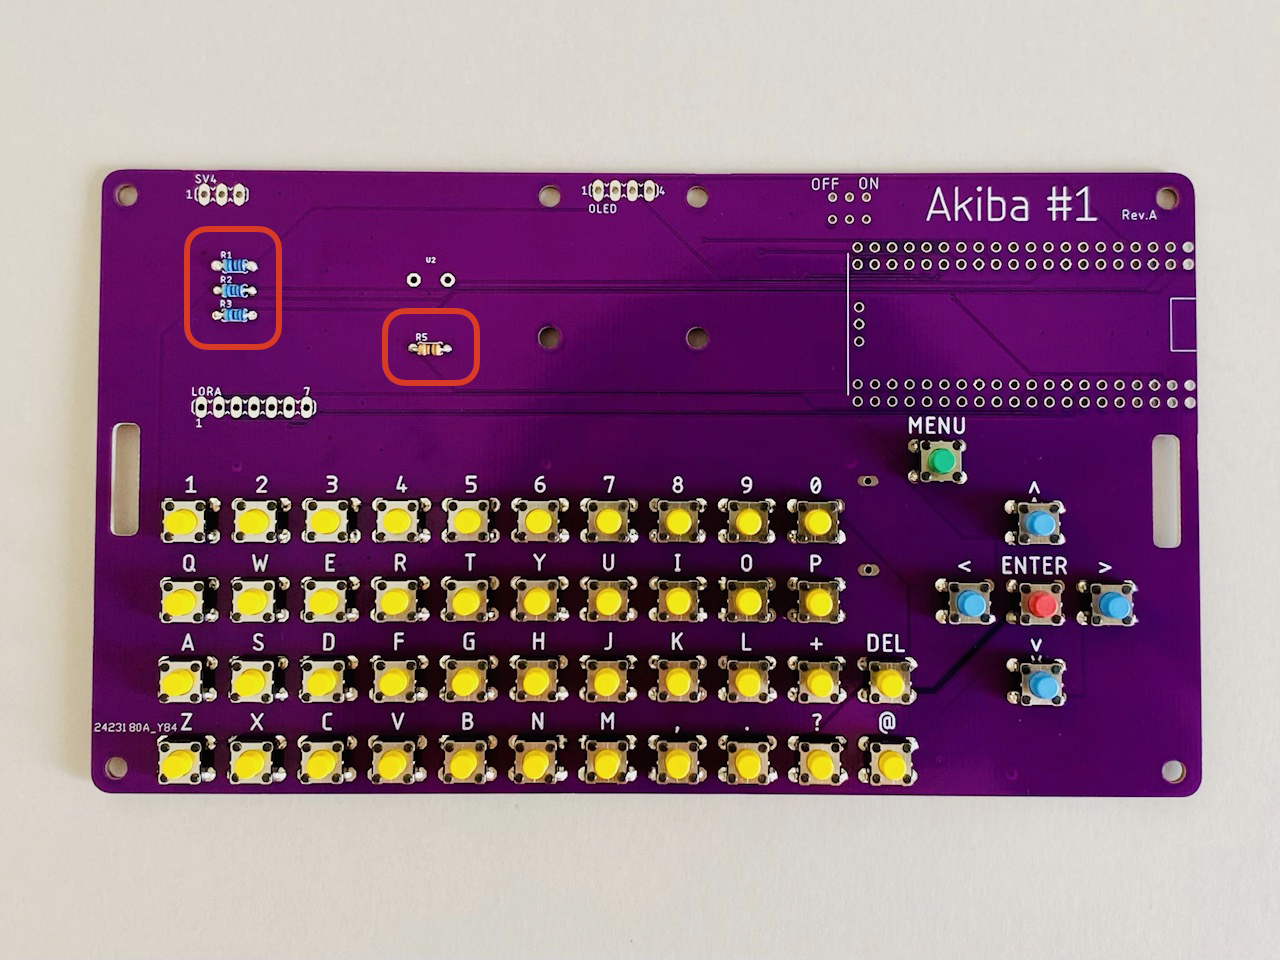 SV4
1
1 4
OLED
OFF ON
Akiba #1 Rev.A
R1
R2
R3
U2
R5
LORA 7
1
MENU
1 2 3 4 5 6 7 8 9 0
^
Q W E R T Y U I O P
< ENTER >
A S D F G H J K L + DEL
v
2423180A_Y84
Z X C V B N M , . ? @